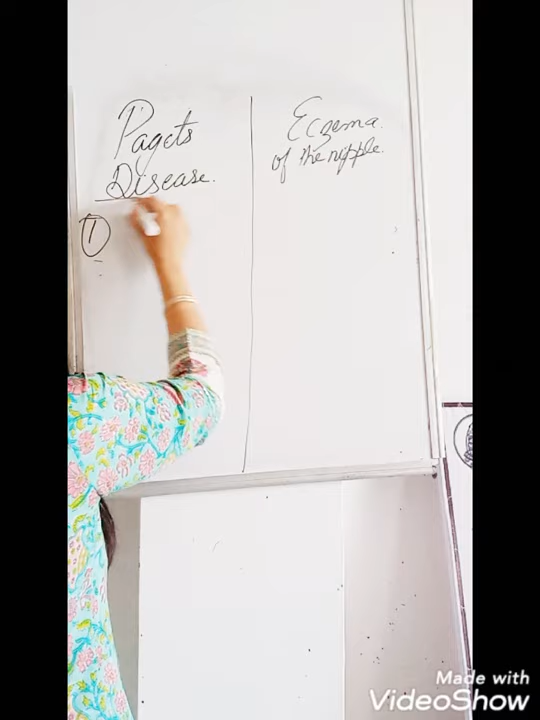 Pagets
Disease.
Eczema
of the nipple.
1
Made with
VideoShow